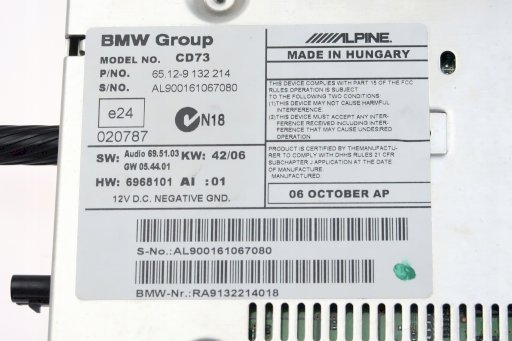 BMW Group
MODEL NO. CD73
P/NO. 65.12-9 132 214
S/NO. AL900161067080
e24
020787
N18
SW: Audio 69.51.03 KW: 42/06
GW 05.44.01
HW: 6968101 AI :01
12V D.C. NEGATIVE GND.
ALPINE.
MADE IN HUNGARY
THIS DEVICE COMPLIES WITH PART 15 OF THE FCC
RULES OPERATION IS SUBJECT
TO THE FOLLOWING TWO CONDITIONS:
(1)THIS DEVICE MAY NOT CAUSE HARMFUL
INTERFERENCE.
(2)THIS DEVICE MUST ACCEPT ANY INTER-
FERENCE RECEIVED INCLUDING INTER-
FERENCE THAT MAY CAUSE UNDESIRED
OPERATION
PRODUCT IS CERTIFIED BY THEMANUFACTU-
RER TO COMPLY WITH DHHS RULES 21 CFR
SUBCHAPTER J APPLICATION AT THE DATE
OF MANUFACTURE.
MANUFACTURED:
06 OCTOBER AP
S-No.:AL900161067080
BMW-Nr.:RA9132214018